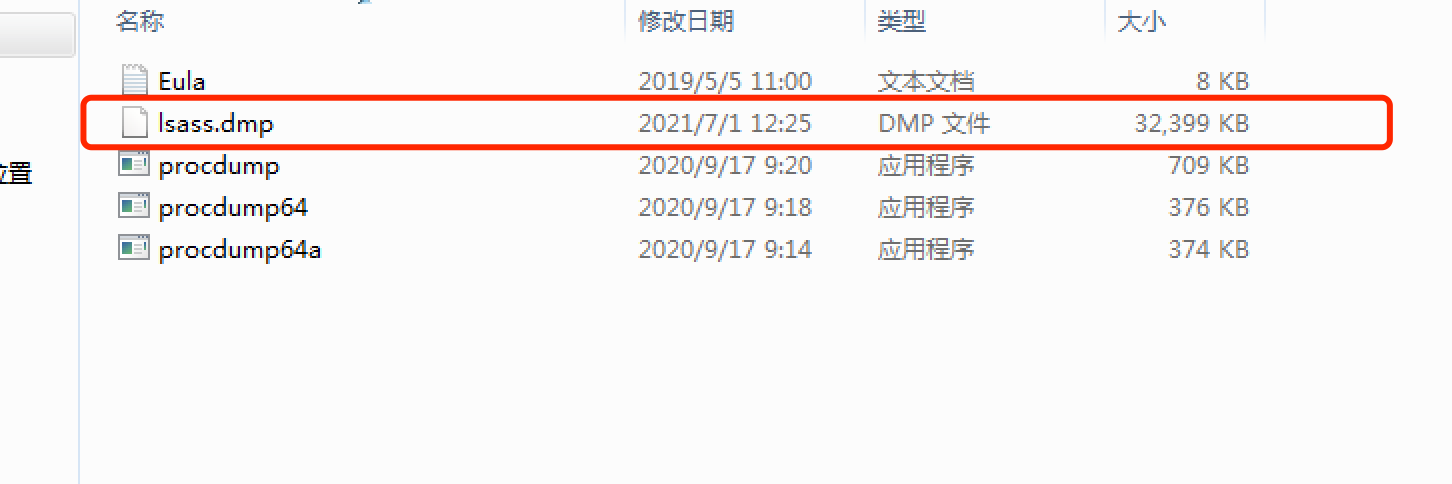 名称 修改日期 类型 大小
Eula 2019/5/5 11:00 文本文档 8 KB
lsass.dmp 2021/7/1 12:25 DMP 文件 32,399 KB
procdump 2020/9/17 9:20 应用程序 709 KB
位置
procdump64 2020/9/17 9:18 应用程序 376 KB
procdump64a 2020/9/17 9:14 应用程序 374 KB